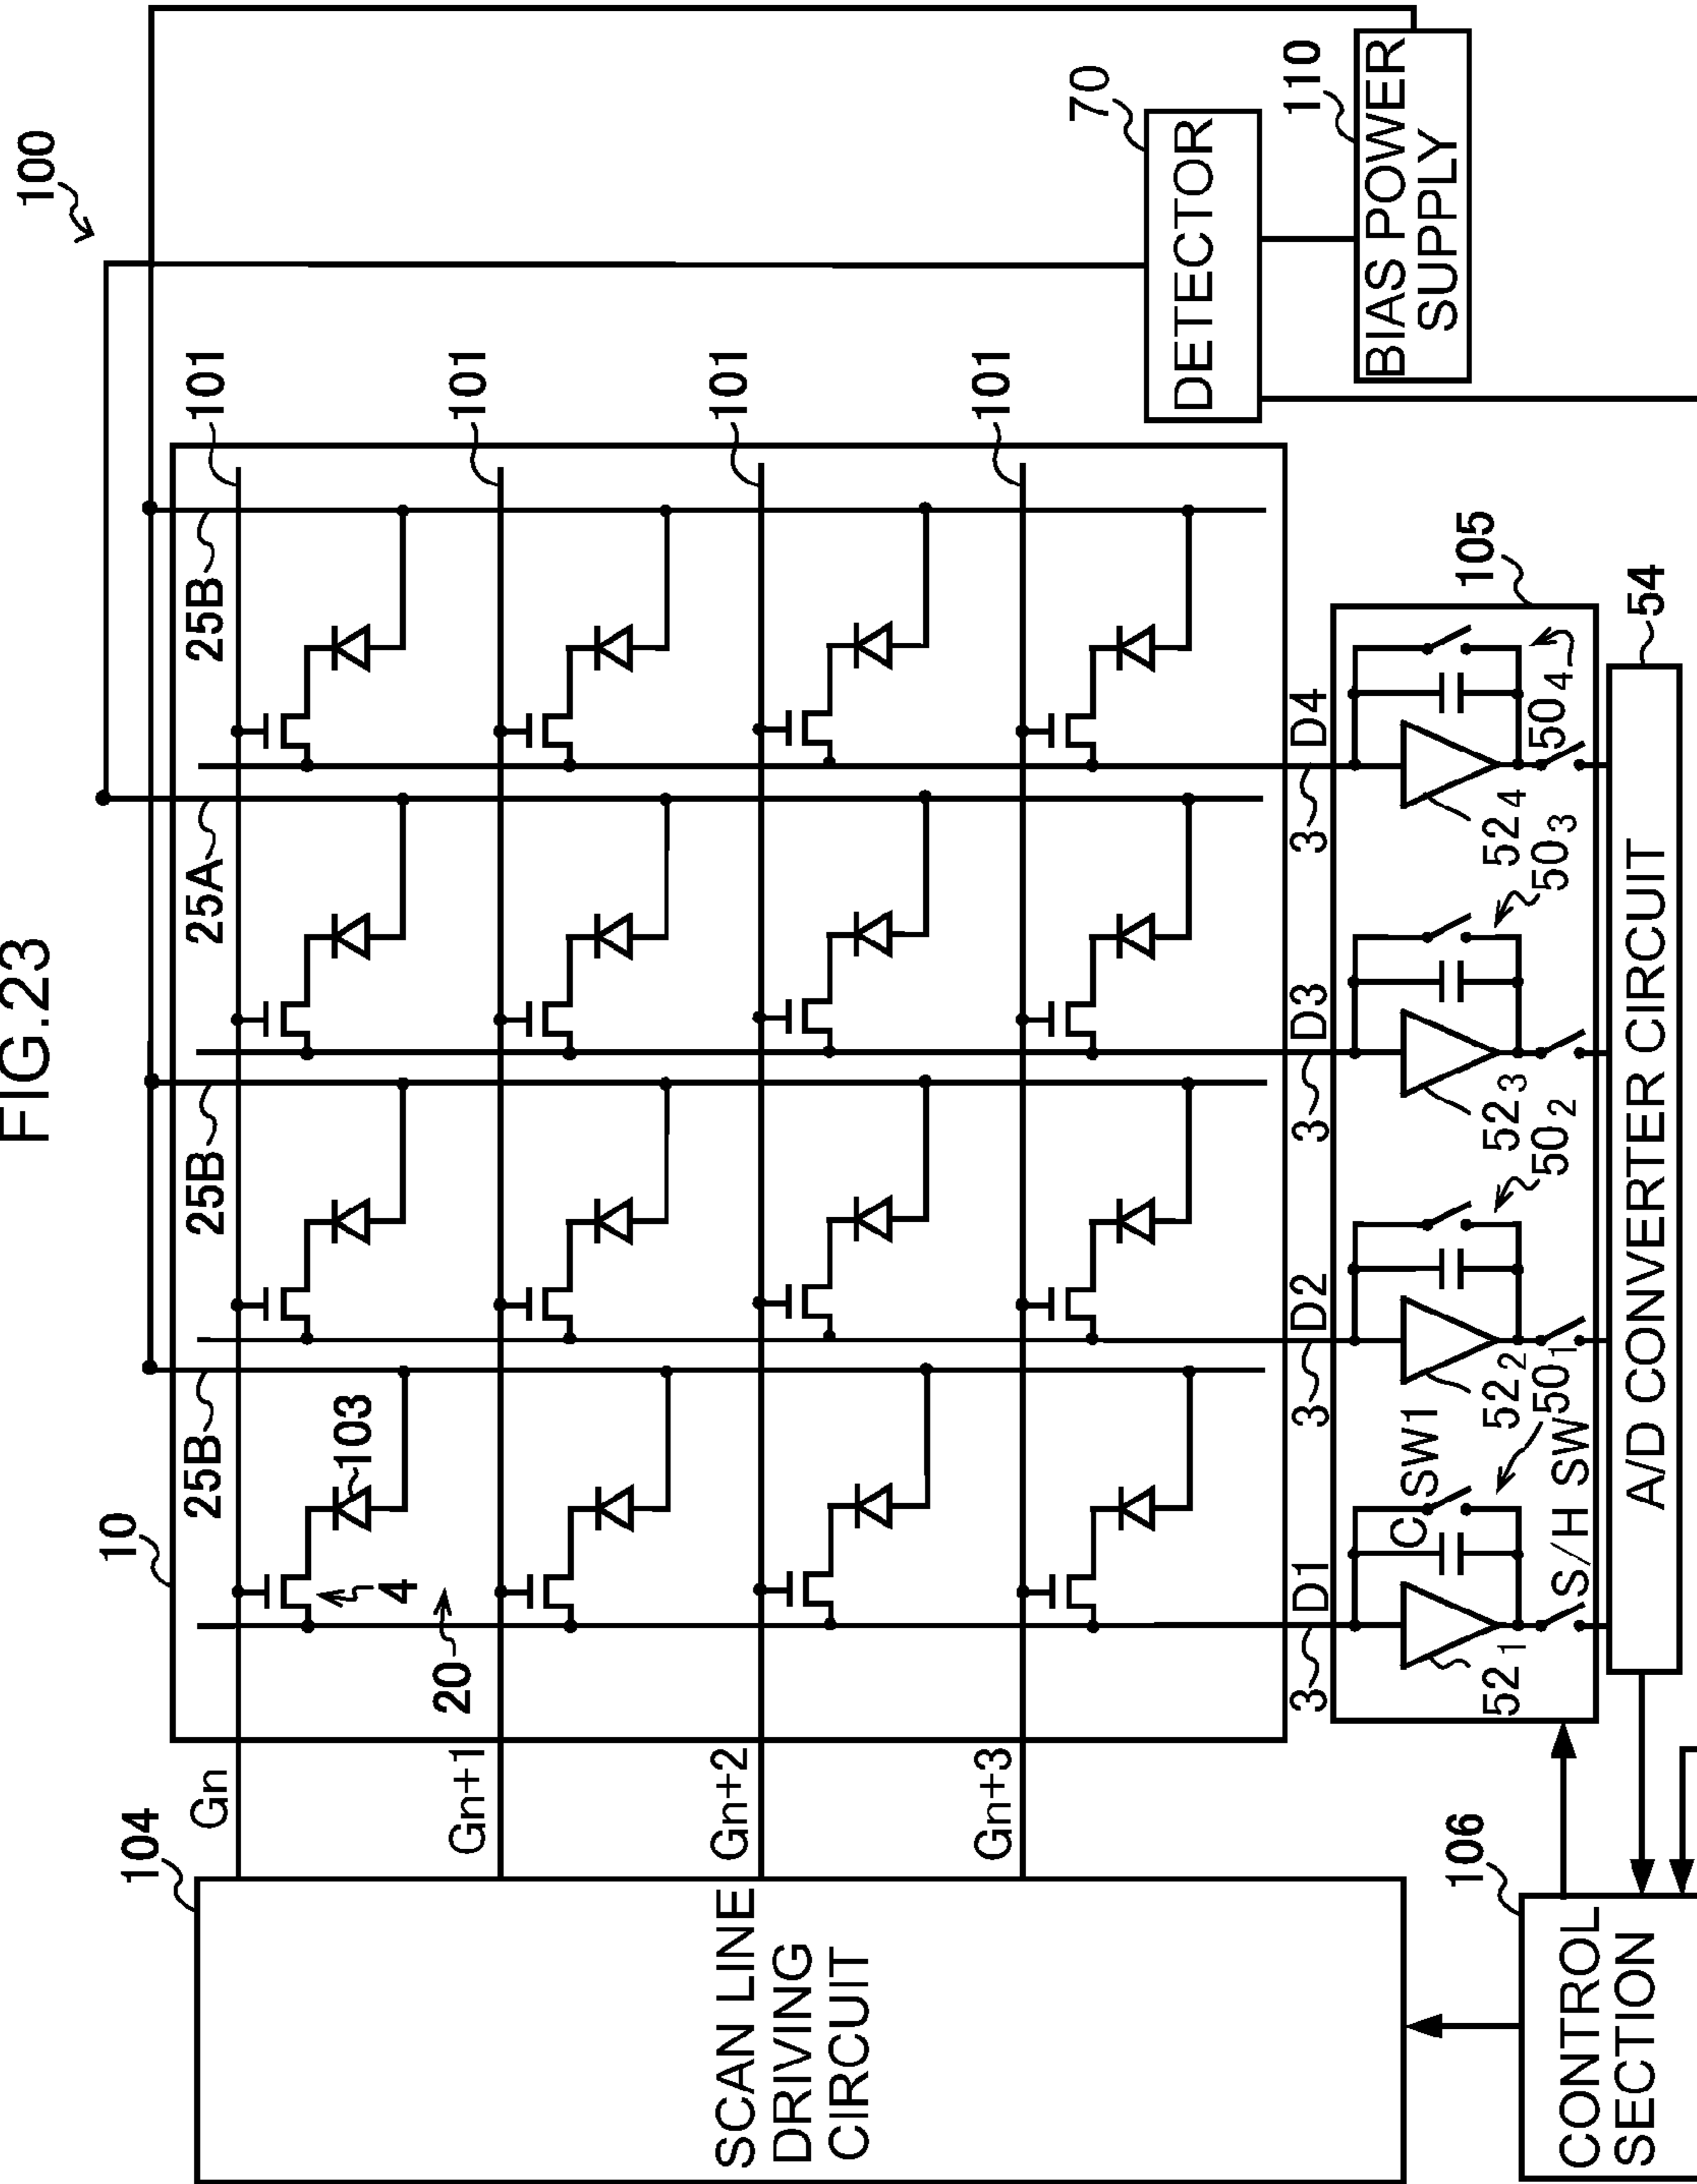 FIG.23
100
10
25B
25B
25A
25B
101
101
101
101
103
4
20
104
Gn
Gn+1
Gn+2
Gn+3
SCAN LINE
DRIVING
CIRCUIT
70
DETECTOR
110
BIAS POWER
SUPPLY
3
D1
3
D2
3
D3
3
D4
105
C
SW1
52₁
50₁
S/H SW
52₂
50₂
52₃
50₃
52₄
50₄
54
A/D CONVERTER CIRCUIT
106
CONTROL
SECTION